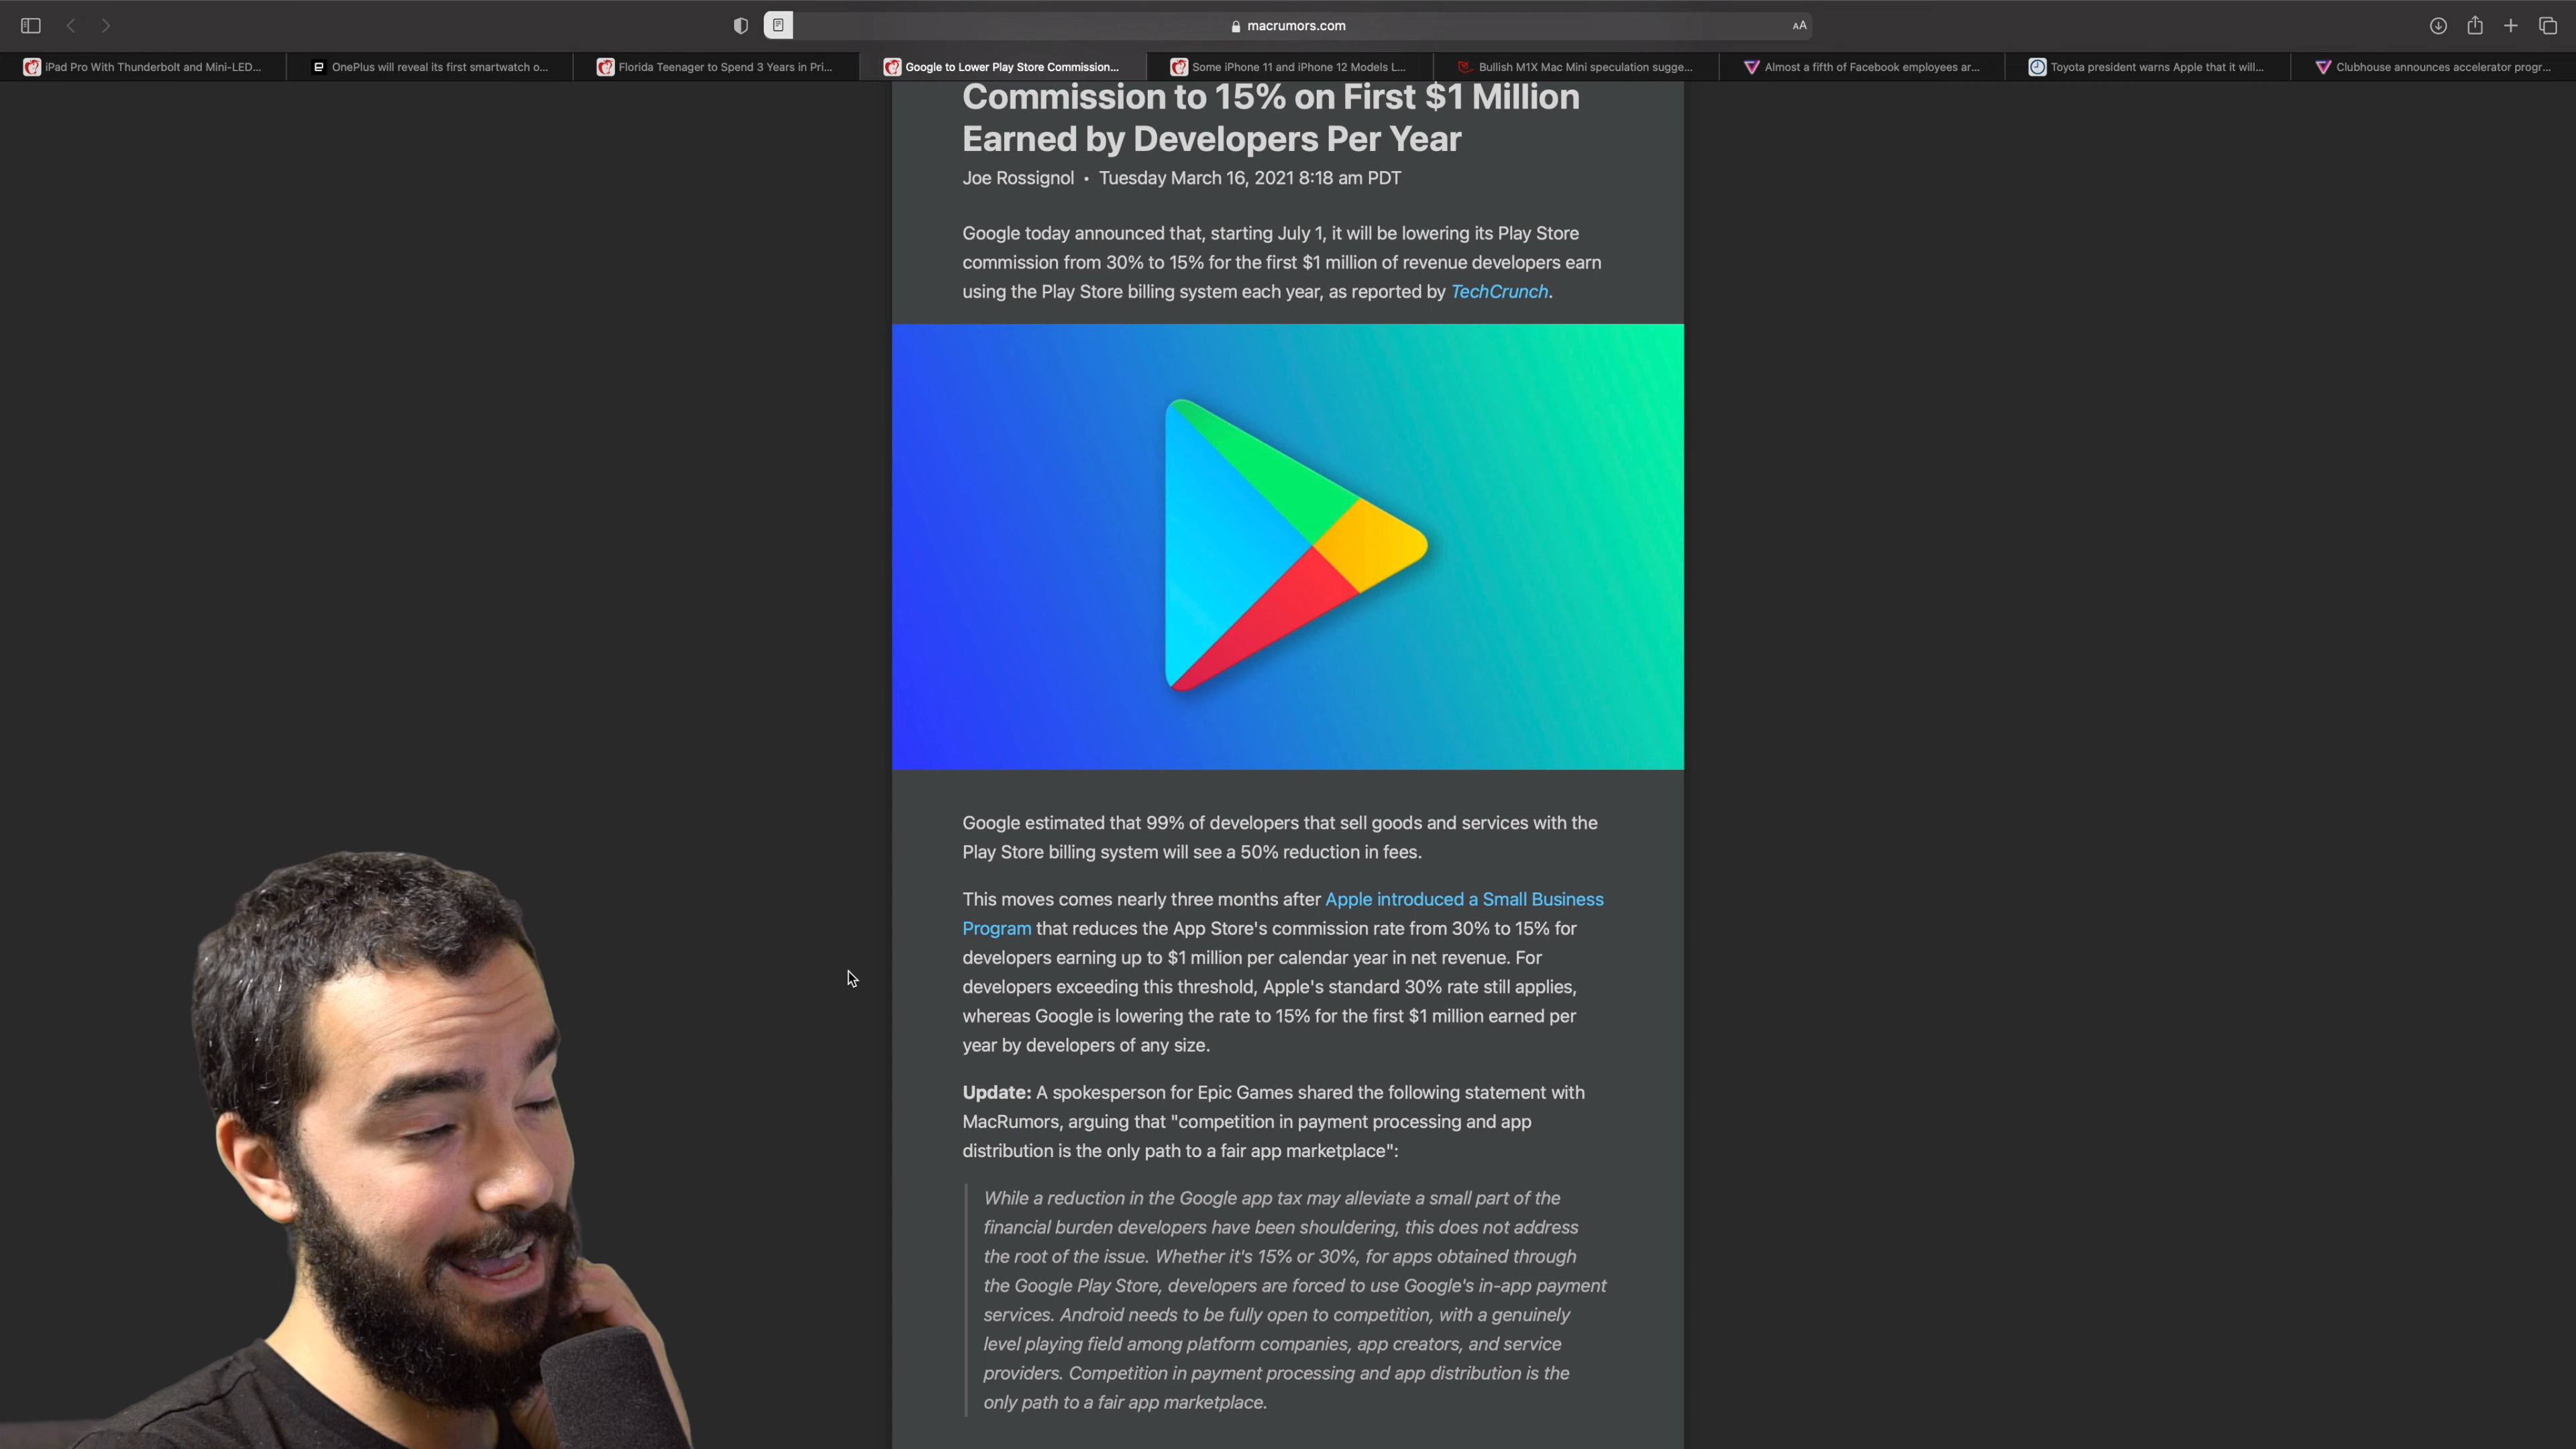 macrumors.com
AA
iPad Pro With Thunderbolt and Mini-LED...
OnePlus will reveal its first smartwatch o...
Florida Teenager to Spend 3 Years in Pri...
Google to Lower Play Store Commission...
Some iPhone 11 and iPhone 12 Models L...
Bullish M1X Mac Mini speculation sugge...
Almost a fifth of Facebook employees ar...
Toyota president warns Apple that it will...
Clubhouse announces accelerator progr...
Commission to 15% on First $1 Million
Earned by Developers Per Year
Joe Rossignol • Tuesday March 16, 2021 8:18 am PDT
Google today announced that, starting July 1, it will be lowering its Play Store
commission from 30% to 15% for the first $1 million of revenue developers earn
using the Play Store billing system each year, as reported by TechCrunch.
Google estimated that 99% of developers that sell goods and services with the
Play Store billing system will see a 50% reduction in fees.
This moves comes nearly three months after Apple introduced a Small Business
Program that reduces the App Store's commission rate from 30% to 15% for
developers earning up to $1 million per calendar year in net revenue. For
developers exceeding this threshold, Apple's standard 30% rate still applies,
whereas Google is lowering the rate to 15% for the first $1 million earned per
year by developers of any size.
Update: A spokesperson for Epic Games shared the following statement with
MacRumors, arguing that "competition in payment processing and app
distribution is the only path to a fair app marketplace":
While a reduction in the Google app tax may alleviate a small part of the
financial burden developers have been shouldering, this does not address
the root of the issue. Whether it's 15% or 30%, for apps obtained through
the Google Play Store, developers are forced to use Google's in-app payment
services. Android needs to be fully open to competition, with a genuinely
level playing field among platform companies, app creators, and service
providers. Competition in payment processing and app distribution is the
only path to a fair app marketplace.